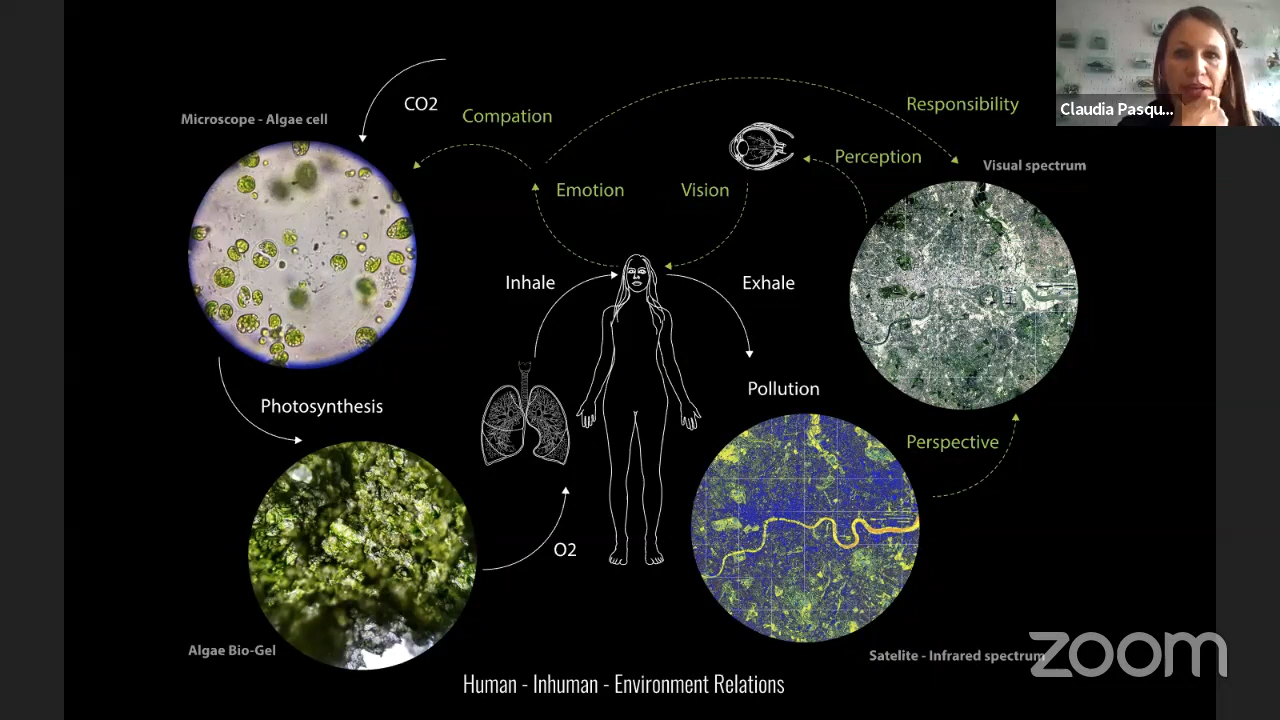 CO2
Compation
Responsibility
Claudia Pasqu...
Microscope - Algae cell
Perception
Visual spectrum
Emotion
Vision
Inhale
Exhale
Pollution
Photosynthesis
Perspective
O2
Algae Bio-Gel
Satelite - Infrared spectrum
zoom
Human - Inhuman - Environment Relations